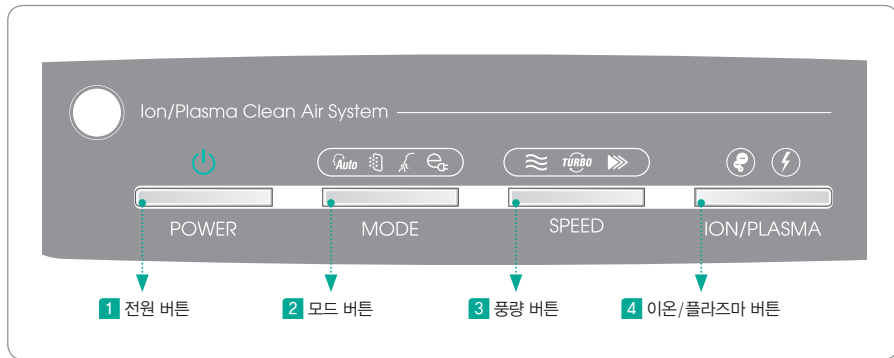 Ion/Plasma Clean Air System
Auto TURBO
POWER MODE SPEED ION/PLASMA
1 전원 버튼 2 모드 버튼 3 풍량 버튼 4 이온/플라즈마 버튼